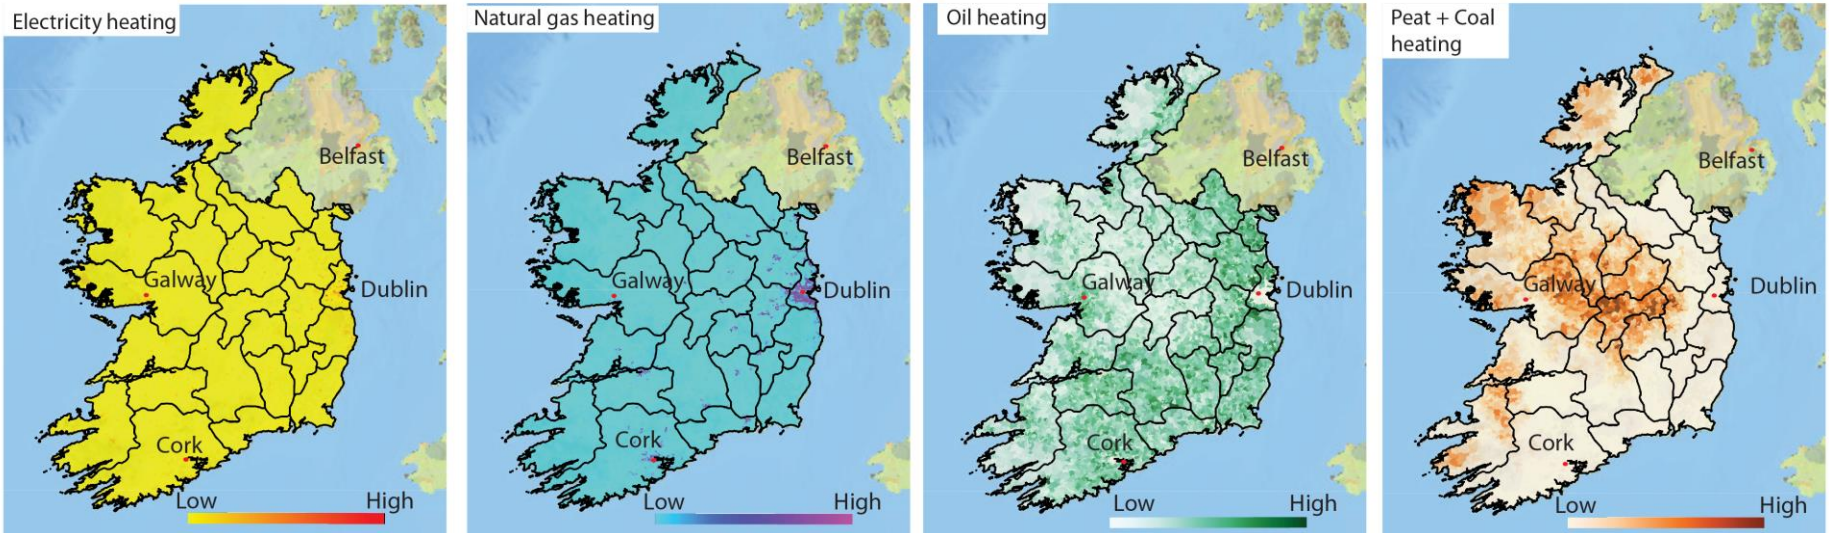 Electricity heating
Belfast
Galway
Dublin
Cork
Low High
Natural gas heating
Belfast
Galway
Dublin
Cork
Low High
Oil heating
Belfast
Galway
Dublin
Cork
Low High
Peat + Coal
heating
Belfast
Galway
Dublin
Cork
Low High